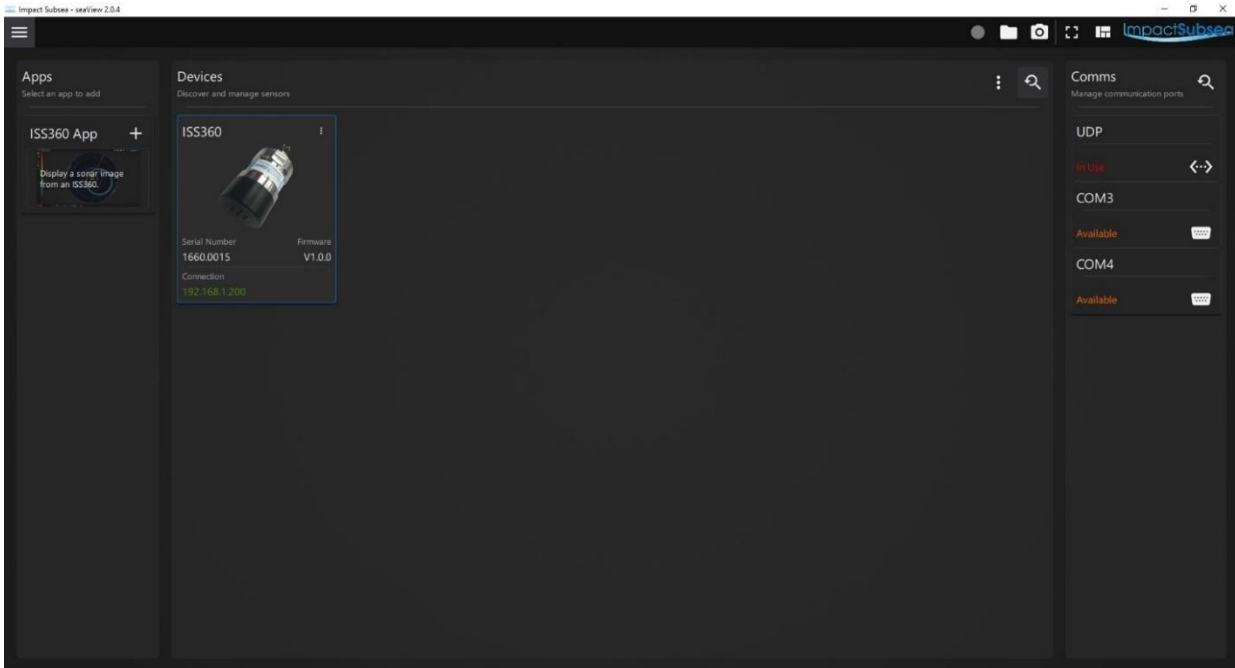 Impact Subsea - seaView 2.0.4
ImpactSubsea
Apps
Select an app to add
ISS360 App
Display a sonar image
from an ISS360.
Devices
Discover and manage sensors
ISS360
Serial Number Firmware
1660.0015 V1.0.0
Connection
192.168.1.200
Comms
Manage communication ports
UDP
In Use
COM3
Available
COM4
Available